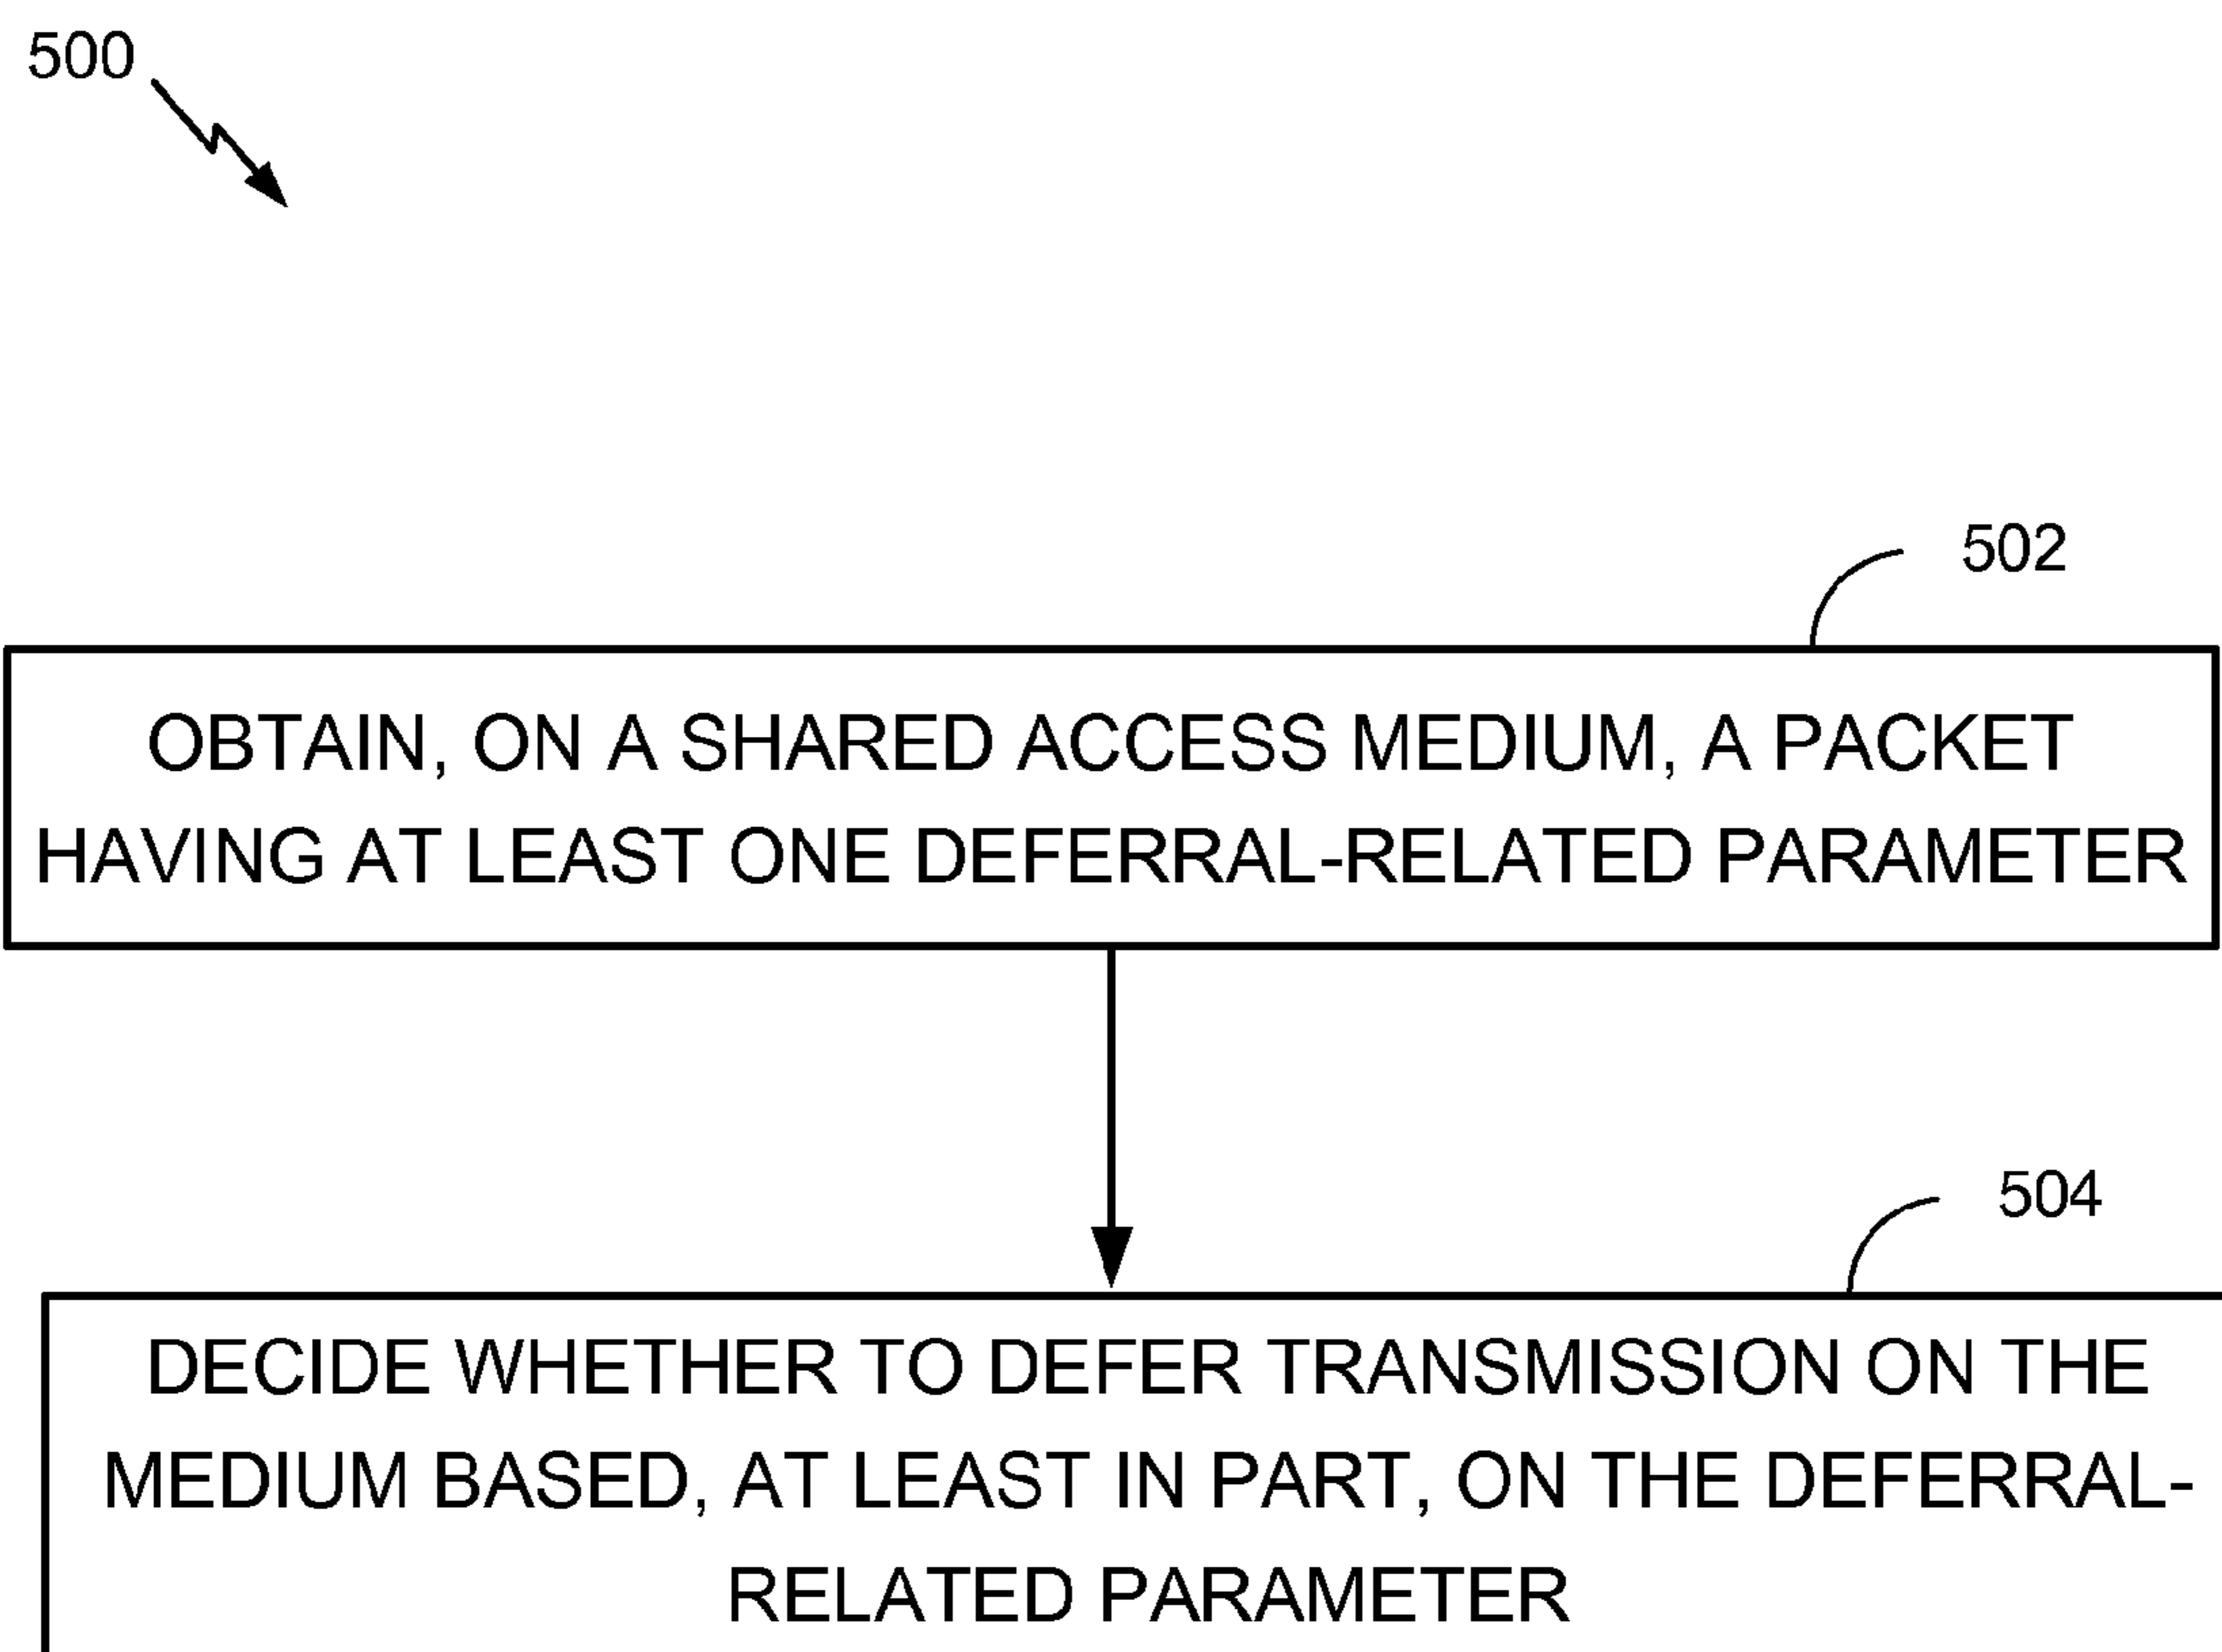 500
502
OBTAIN, ON A SHARED ACCESS MEDIUM, A PACKET
HAVING AT LEAST ONE DEFERRAL-RELATED PARAMETER
504
DECIDE WHETHER TO DEFER TRANSMISSION ON THE
MEDIUM BASED, AT LEAST IN PART, ON THE DEFERRAL-
RELATED PARAMETER